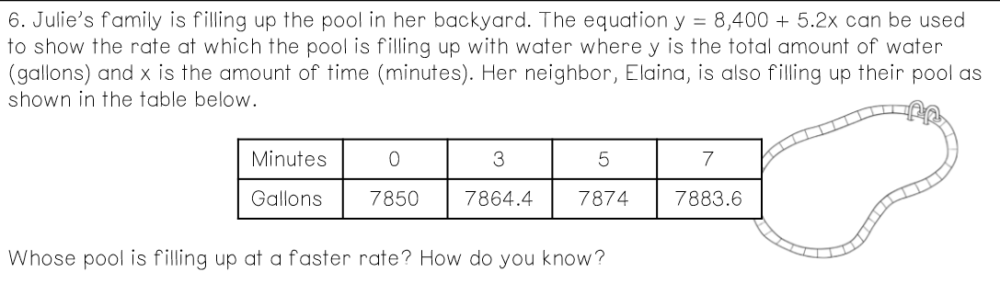 6. Julie's family is filling up the pool in her backyard. The equation y = 8,400 + 5.2x can be used
to show the rate at which the pool is filling up with water where y is the total amount of water
(gallons) and x is the amount of time (minutes). Her neighbor, Elaina, is also filling up their pool as
shown in the table below.
Minutes 0 3 5 7
Gallons 7850 7864.4 7874 7883.6
Whose pool is filling up at a faster rate? How do you know?